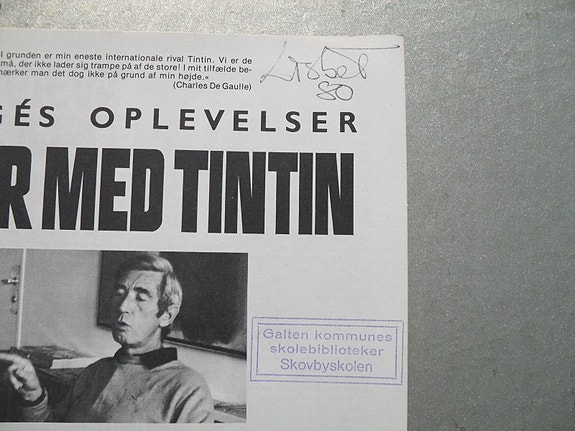 I grunden er min eneste internationale rival Tintin. Vi er de
må, der ikke lader sig trampe på af de store! I mit tilfælde be-
mærker man det dog ikke på grund af min højde.«
(Charles De Gaulle)
Lisbet
80
GÉS OPLEVELSER
R MED TINTIN
Galten kommunes
skolebiblioteker
Skovbyskolen